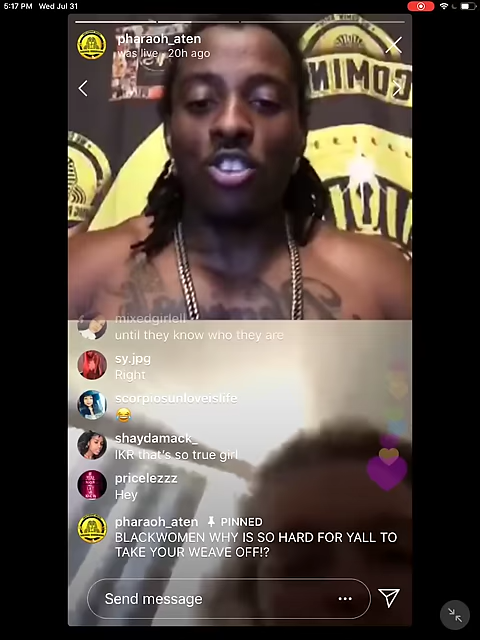 5:17 PM Wed Jul 31
pharaoh_aten
was live · 20h ago
COMIN
mixedgirlell
until they know who they are
sy.jpg
Right
scorpiosunloveislife
😂
shaydamack_
IKR that's so true girl
pricelezzz
Hey
pharaoh_aten PINNED
BLACKWOMEN WHY IS SO HARD FOR YALL TO
TAKE YOUR WEAVE OFF!?
Send message